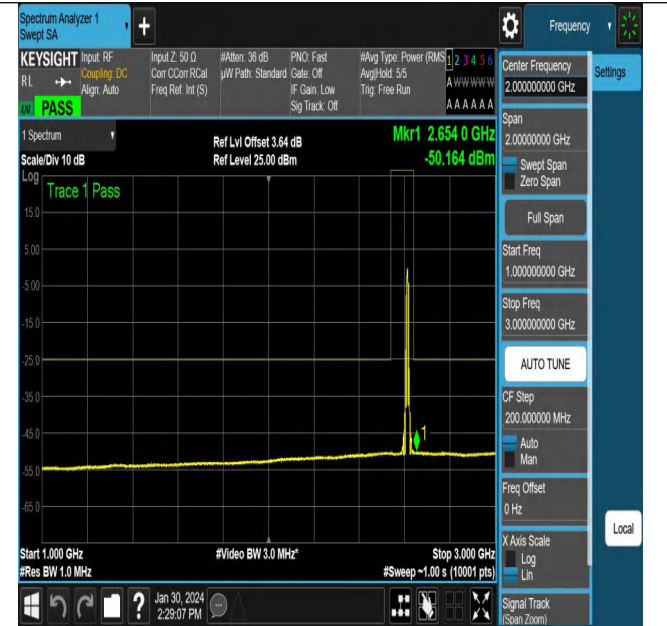 Spectrum Analyzer 1
Swept SA
+
Frequency
KEYSIGHT
RL
LXI PASS
Input: RF
Coupling: DC
Align: Auto
Input Z: 50 Ω
Corr CCorr RCal
Freq Ref: Int (S)
#Atten: 36 dB
µW Path: Standard
PNO: Fast
Gate: Off
IF Gain: Low
Sig Track: Off
#Avg Type: Power (RMS
Avg|Hold: 5/5
Trig: Free Run
1 2 3 4 5 6
A W W W W W
A A A A A A
1 Spectrum
Scale/Div 10 dB
Ref Lvl Offset 3.64 dB
Ref Level 25.00 dBm
Mkr1 2.654 0 GHz
-50.164 dBm
Log
Trace 1 Pass
15.0
5.00
-5.00
-15.0
-25.0
-35.0
-45.0
-55.0
-65.0
1
Start 1.000 GHz
#Res BW 1.0 MHz
#Video BW 3.0 MHz*
Stop 3.000 GHz
#Sweep ~1.00 s (10001 pts)
Center Frequency
2.000000000 GHz
Settings
Span
2.00000000 GHz
Swept Span
Zero Span
Full Span
Start Freq
1.000000000 GHz
Stop Freq
3.000000000 GHz
AUTO TUNE
CF Step
200.000000 MHz
Auto
Man
Freq Offset
0 Hz
X Axis Scale
Log
Lin
Local
Signal Track
(Span Zoom)
?
Jan 30, 2024
2:29:07 PM